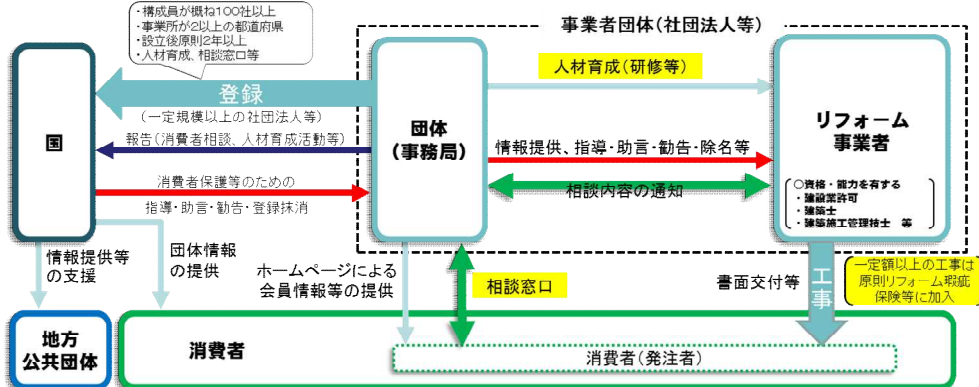 ・構成員が概ね100社以上
・事業所が2以上の都道府県
・設立後原則2年以上
・人材育成、相談窓口等
事業者団体（社団法人等）
登録
（一定規模以上の社団法人等）
報告（消費者相談、人材育成活動等）
国
消費者保護等のための
指導・助言・勧告・登録抹消
団体
（事務局）
人材育成（研修等）
情報提供、指導・助言・勧告・除名等
相談内容の通知
リフォーム
事業者
○資格・能力を有する
・建設業許可
・建築士
・建築施工管理技士　等
情報提供等
の支援
団体情報
の提供
ホームページによる
会員情報等の提供
相談窓口
書面交付等
工事
一定額以上の工事は
原則リフォーム瑕疵
保険等に加入
地方
公共団体
消費者
消費者（発注者）